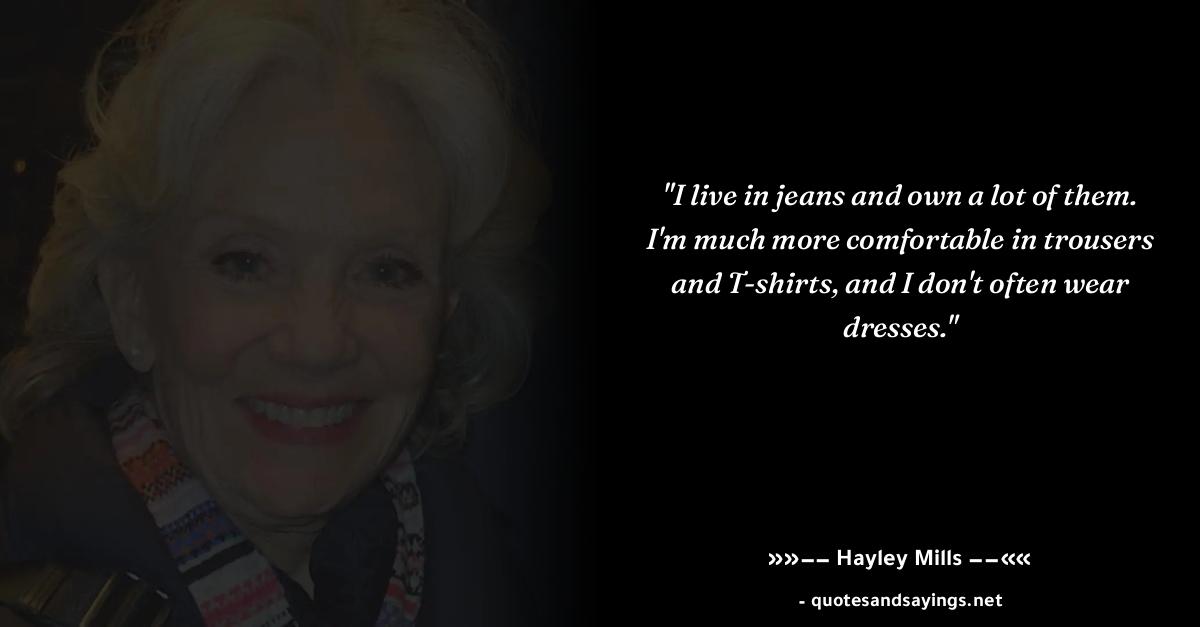 "I live in jeans and own a lot of them.
I'm much more comfortable in trousers
and T-shirts, and I don't often wear
dresses."
»»−− Hayley Mills −−««
- quotesandsayings.net